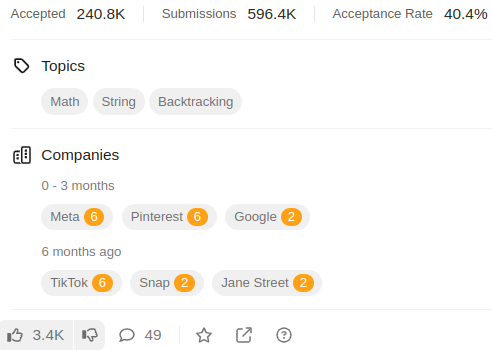 Accepted 240.8K Submissions 596.4K Acceptance Rate 40.4%
Topics
Math String Backtracking
Companies
0 - 3 months
Meta 6 Pinterest 6 Google 2
6 months ago
TikTok 6 Snap 2 Jane Street 2
3.4K 49